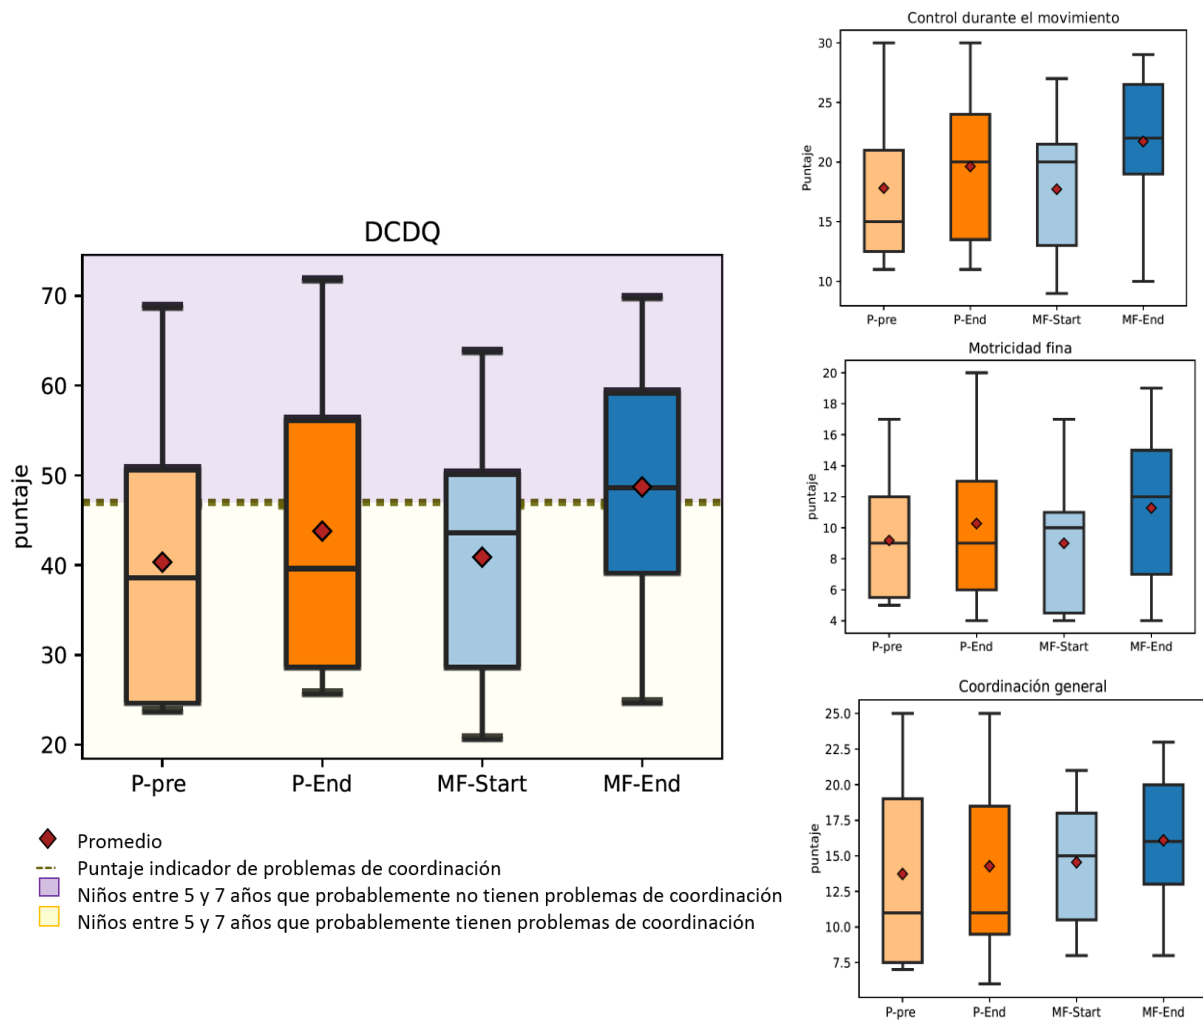 DCDQ
puntaje
70
60
50
40
30
20
P-pre P-End MF-Start MF-End
Promedio
Puntaje indicador de problemas de coordinación
Niños entre 5 y 7 años que probablemente no tienen problemas de coordinación
Niños entre 5 y 7 años que probablemente tienen problemas de coordinación
Control durante el movimiento
Puntaje
30
25
20
15
10
P-pre P-End MF-Start MF-End
Motricidad fina
puntaje
20
18
16
14
12
10
8
6
4
P-pre P-End MF-Start MF-End
Coordinación general
puntaje
25.0
22.5
20.0
17.5
15.0
12.5
10.0
7.5
P-pre P-End MF-Start MF-End